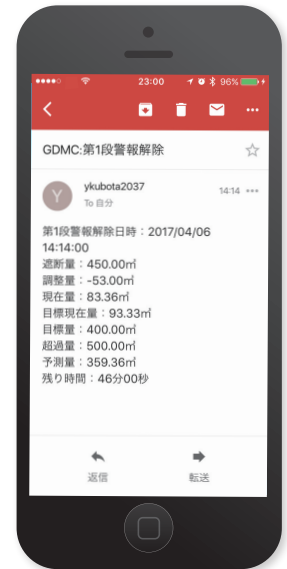 23:00 96%
GDMC:第1段警報解除
Y
ykubota2037 14:14
To 自分
第1段警報解除日時：2017/04/06
14:14:00
遮断量：450.00㎥
調整量：-53.00㎥
現在量：83.36㎥
目標現在量：93.33㎥
目標量：400.00㎥
超過量：500.00㎥
予測量：359.36㎥
残り時間：46分00秒
返信 転送